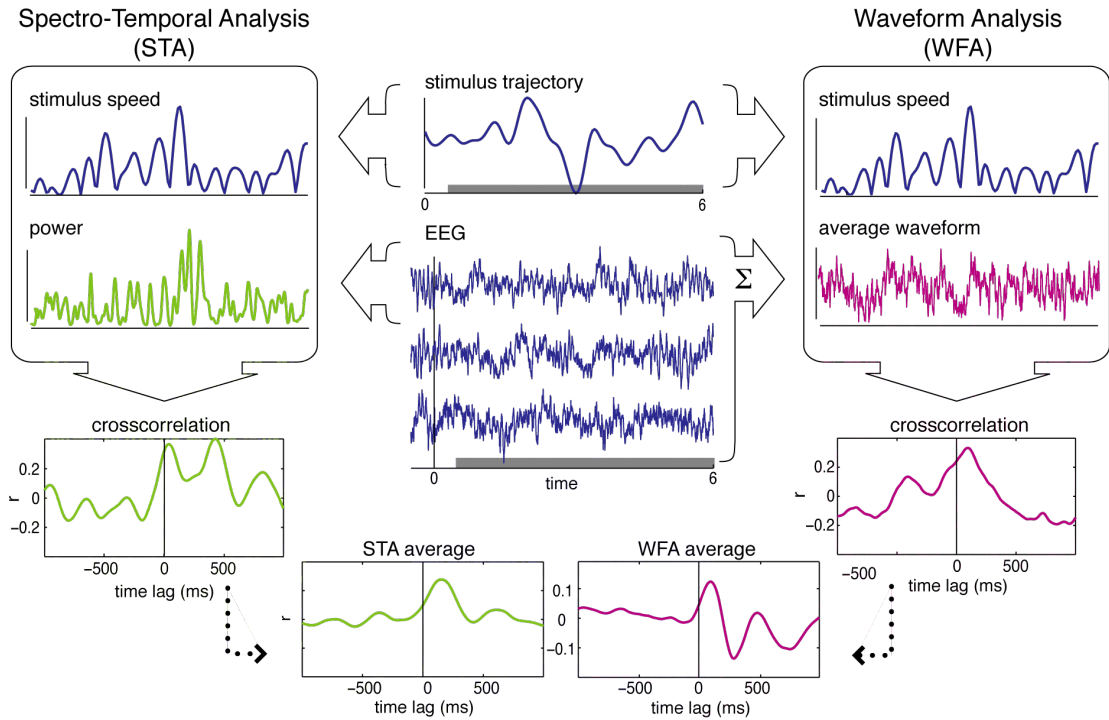 Spectro-Temporal Analysis
(STA)
stimulus speed
power
crosscorrelation
0.2
0
−0.2
r
−500
0
500
time lag (ms)
stimulus trajectory
0
6
EEG
Σ
0
time
6
Waveform Analysis
(WFA)
stimulus speed
average waveform
crosscorrelation
0.2
0
−0.2
r
−500
0
500
time lag (ms)
STA average
r
−500
0
500
time lag (ms)
WFA average
0.1
0
−0.1
−500
0
500
time lag (ms)